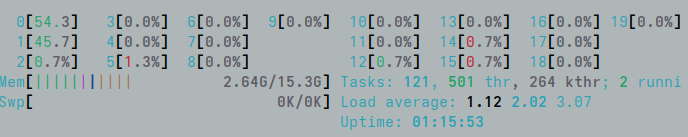 0[54.3] 3[0.0%] 6[0.0%] 9[0.0%] 10[0.0%] 13[0.0%] 16[0.0%] 19[0.0%]
1[45.7] 4[0.0%] 7[0.0%] 11[0.0%] 14[0.7%] 17[0.0%]
2[0.7%] 5[1.3%] 8[0.0%] 12[0.7%] 15[0.7%] 18[0.0%]
Mem[||||||||||||| 2.64G/15.3G] Tasks: 121, 501 thr, 264 kthr; 2 runni
Swp[ 0K/0K] Load average: 1.12 2.02 3.07
Uptime: 01:15:53